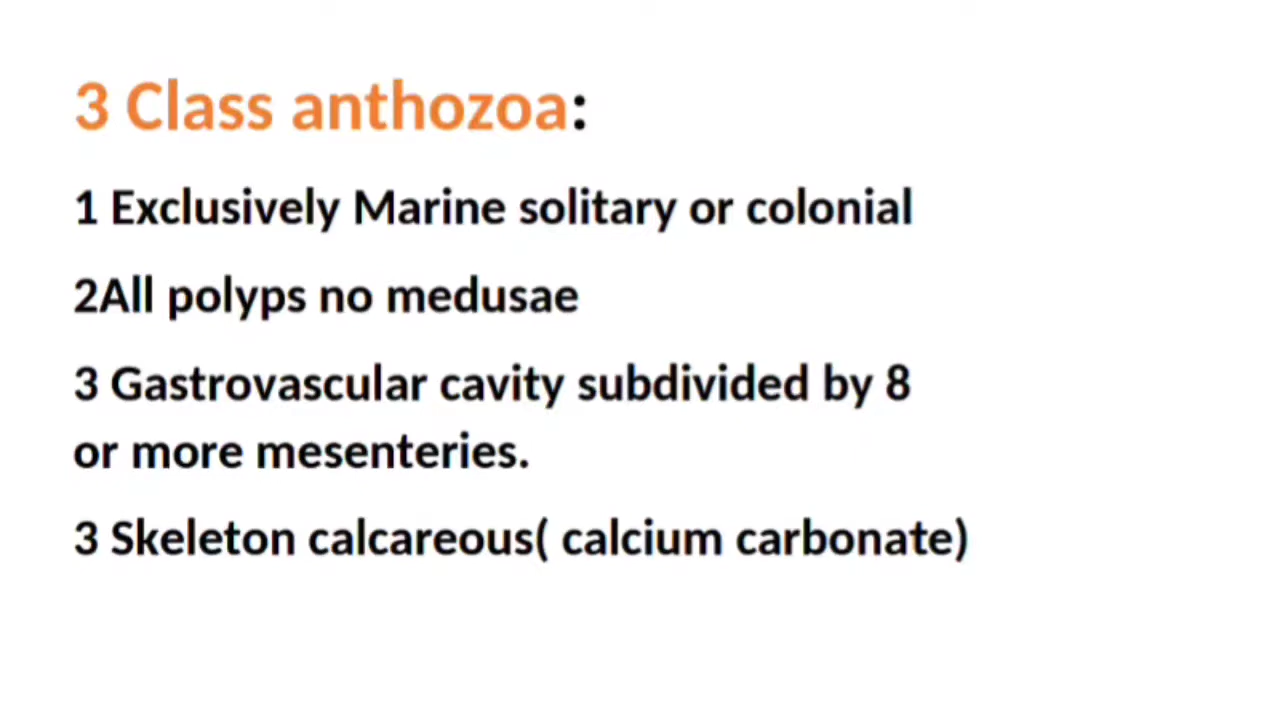 3 Class anthozoa:
1 Exclusively Marine solitary or colonial
2All polyps no medusae
3 Gastrovascular cavity subdivided by 8
or more mesenteries.
3 Skeleton calcareous( calcium carbonate)